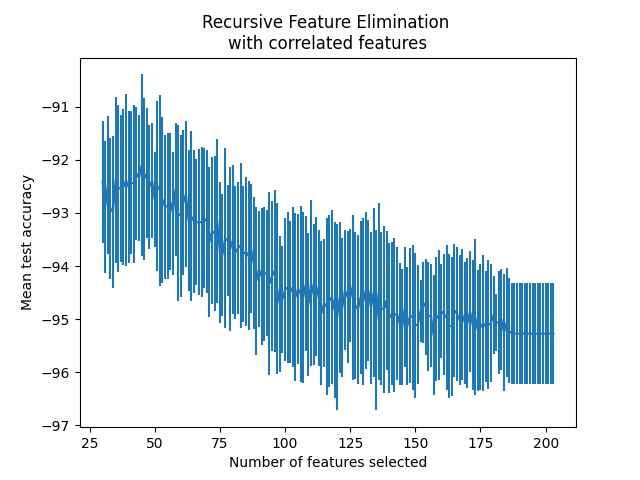 Recursive Feature Elimination
with correlated features
Mean test accuracy
−91
−92
−93
−94
−95
−96
−97
25 50 75 100 125 150 175 200
Number of features selected